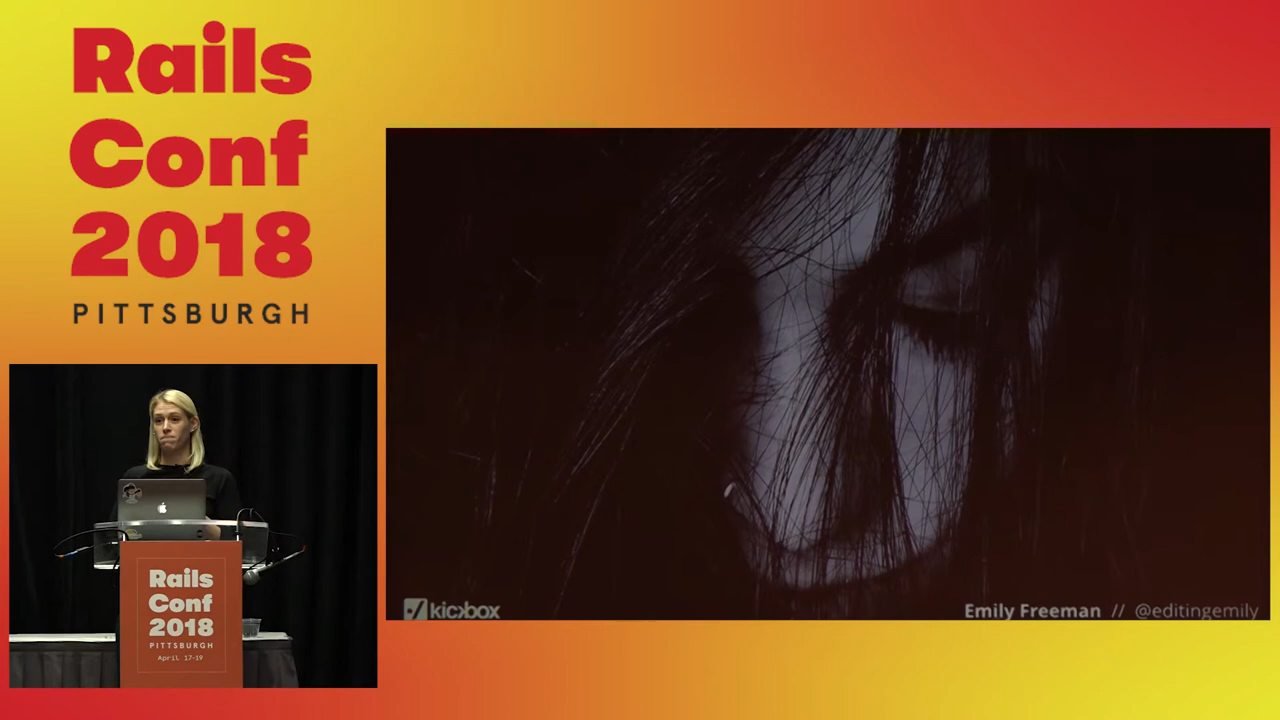 Rails
Conf
2018
PITTSBURGH
Rails
Conf
2018
PITTSBURGH
April 17-19
kickbox
Emily Freeman // @editingemily